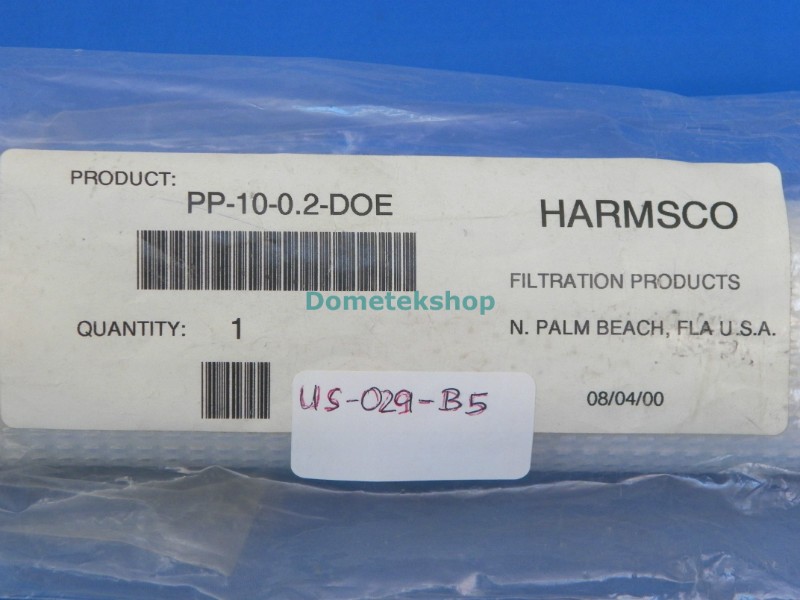 PRODUCT:
PP-10-0.2-DOE
HARMSCO
FILTRATION PRODUCTS
Dometekshop
QUANTITY: 1
N. PALM BEACH, FLA U.S.A.
US-029-B5
08/04/00